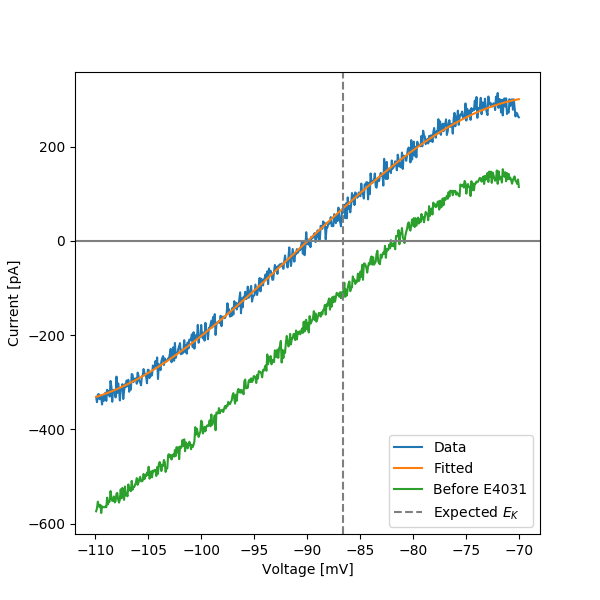 200
0
−200
−400
−600
Current [pA]
−110 −105 −100 −95 −90 −85 −80 −75 −70
Voltage [mV]
Data
Fitted
Before E4031
Expected E_K